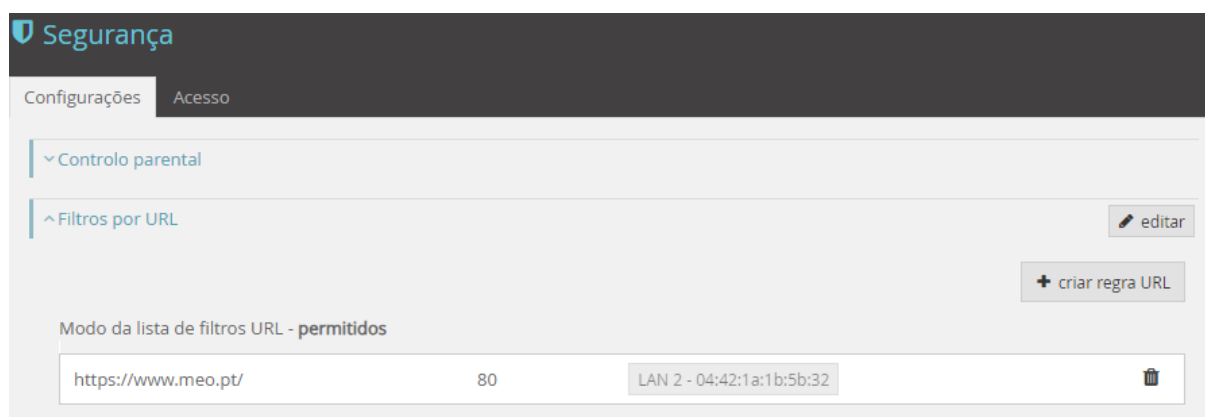 Segurança
Configurações Acesso
Controlo parental
Filtros por URL editar
criar regra URL
Modo da lista de filtros URL - permitidos
https://www.meo.pt/ 80 LAN 2 - 04:42:1a:1b:5b:32